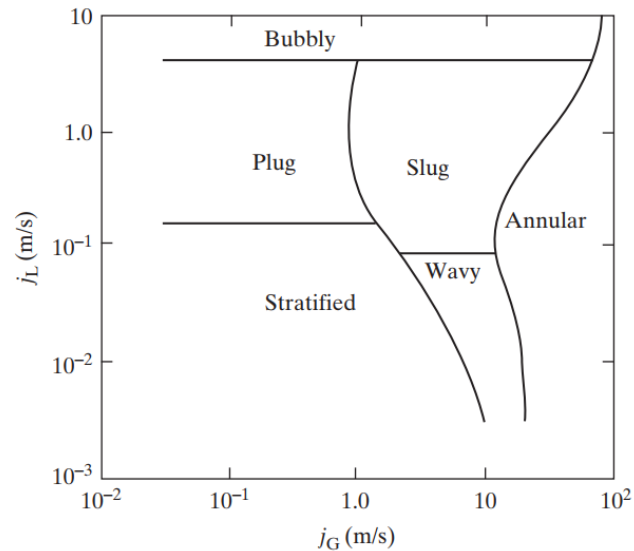 10
Bubbly
1.0
Plug
Slug
Annular
j_L (m/s)
10^-1
Wavy
Stratified
10^-2
10^-3
10^-2
10^-1
1.0
10
10^2
j_G (m/s)